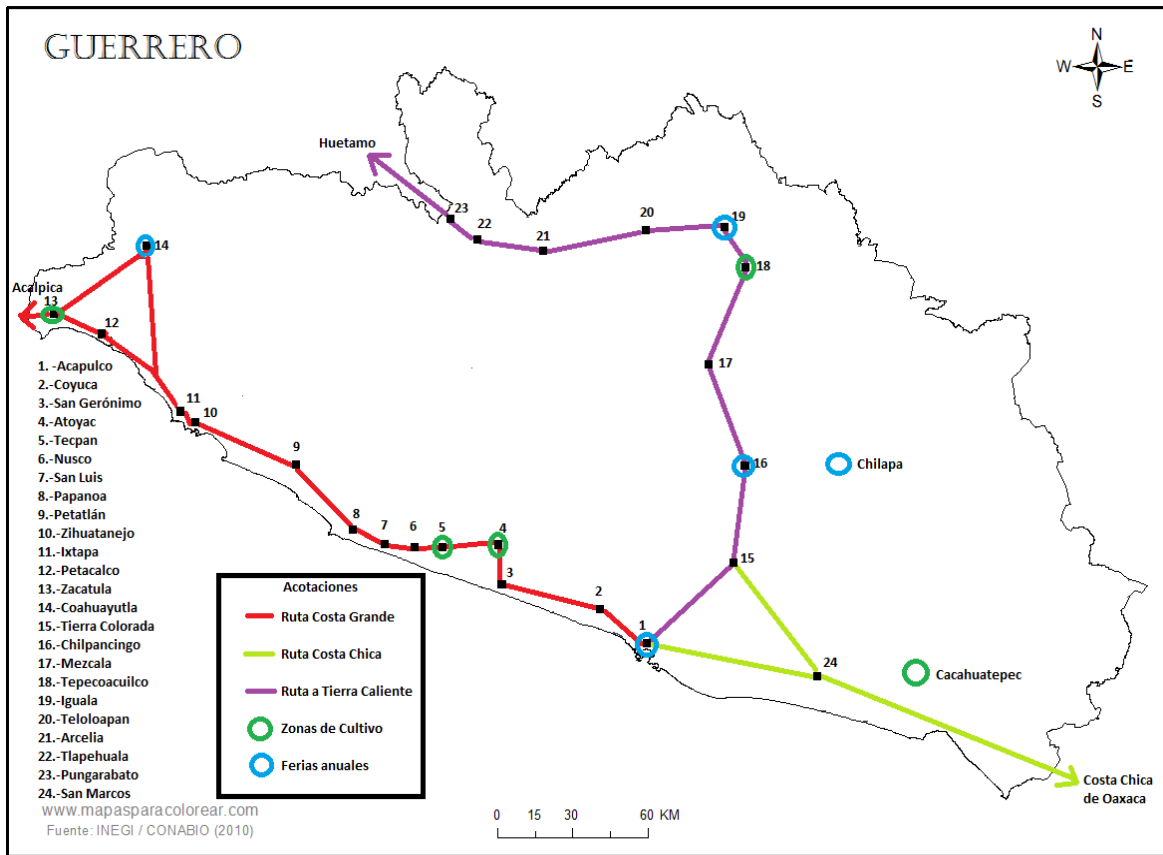 GUERRERO
N
W E
S
Huetamo
23
22
21
20
19
18
14
Acalpica
13
12
17
11
10
9
16
Chilapa
8
7
6
5
4
15
3
2
1
24
Cacahuatepec
Costa Chica
de Oaxaca
1. -Acapulco
2.-Coyuca
3.-San Gerónimo
4.-Atoyac
5.-Tecpan
6.-Nusco
7.-San Luis
8.-Papanoa
9.-Petatlán
10.-Zihuatanejo
11.-Ixtapa
12.-Petacalco
13.-Zacatula
14.-Coahuayutla
15.-Tierra Colorada
16.-Chilpancingo
17.-Mezcala
18.-Tepecoacuilco
19.-Iguala
20.-Teloloapan
21.-Arcelia
22.-Tlapehuala
23.-Pungarabato
24.-San Marcos
Acotaciones
Ruta Costa Grande
Ruta Costa Chica
Ruta a Tierra Caliente
Zonas de Cultivo
Ferias anuales
www.mapasparacolorear.com
Fuente: INEGI / CONABIO (2010)
0 15 30 60 KM